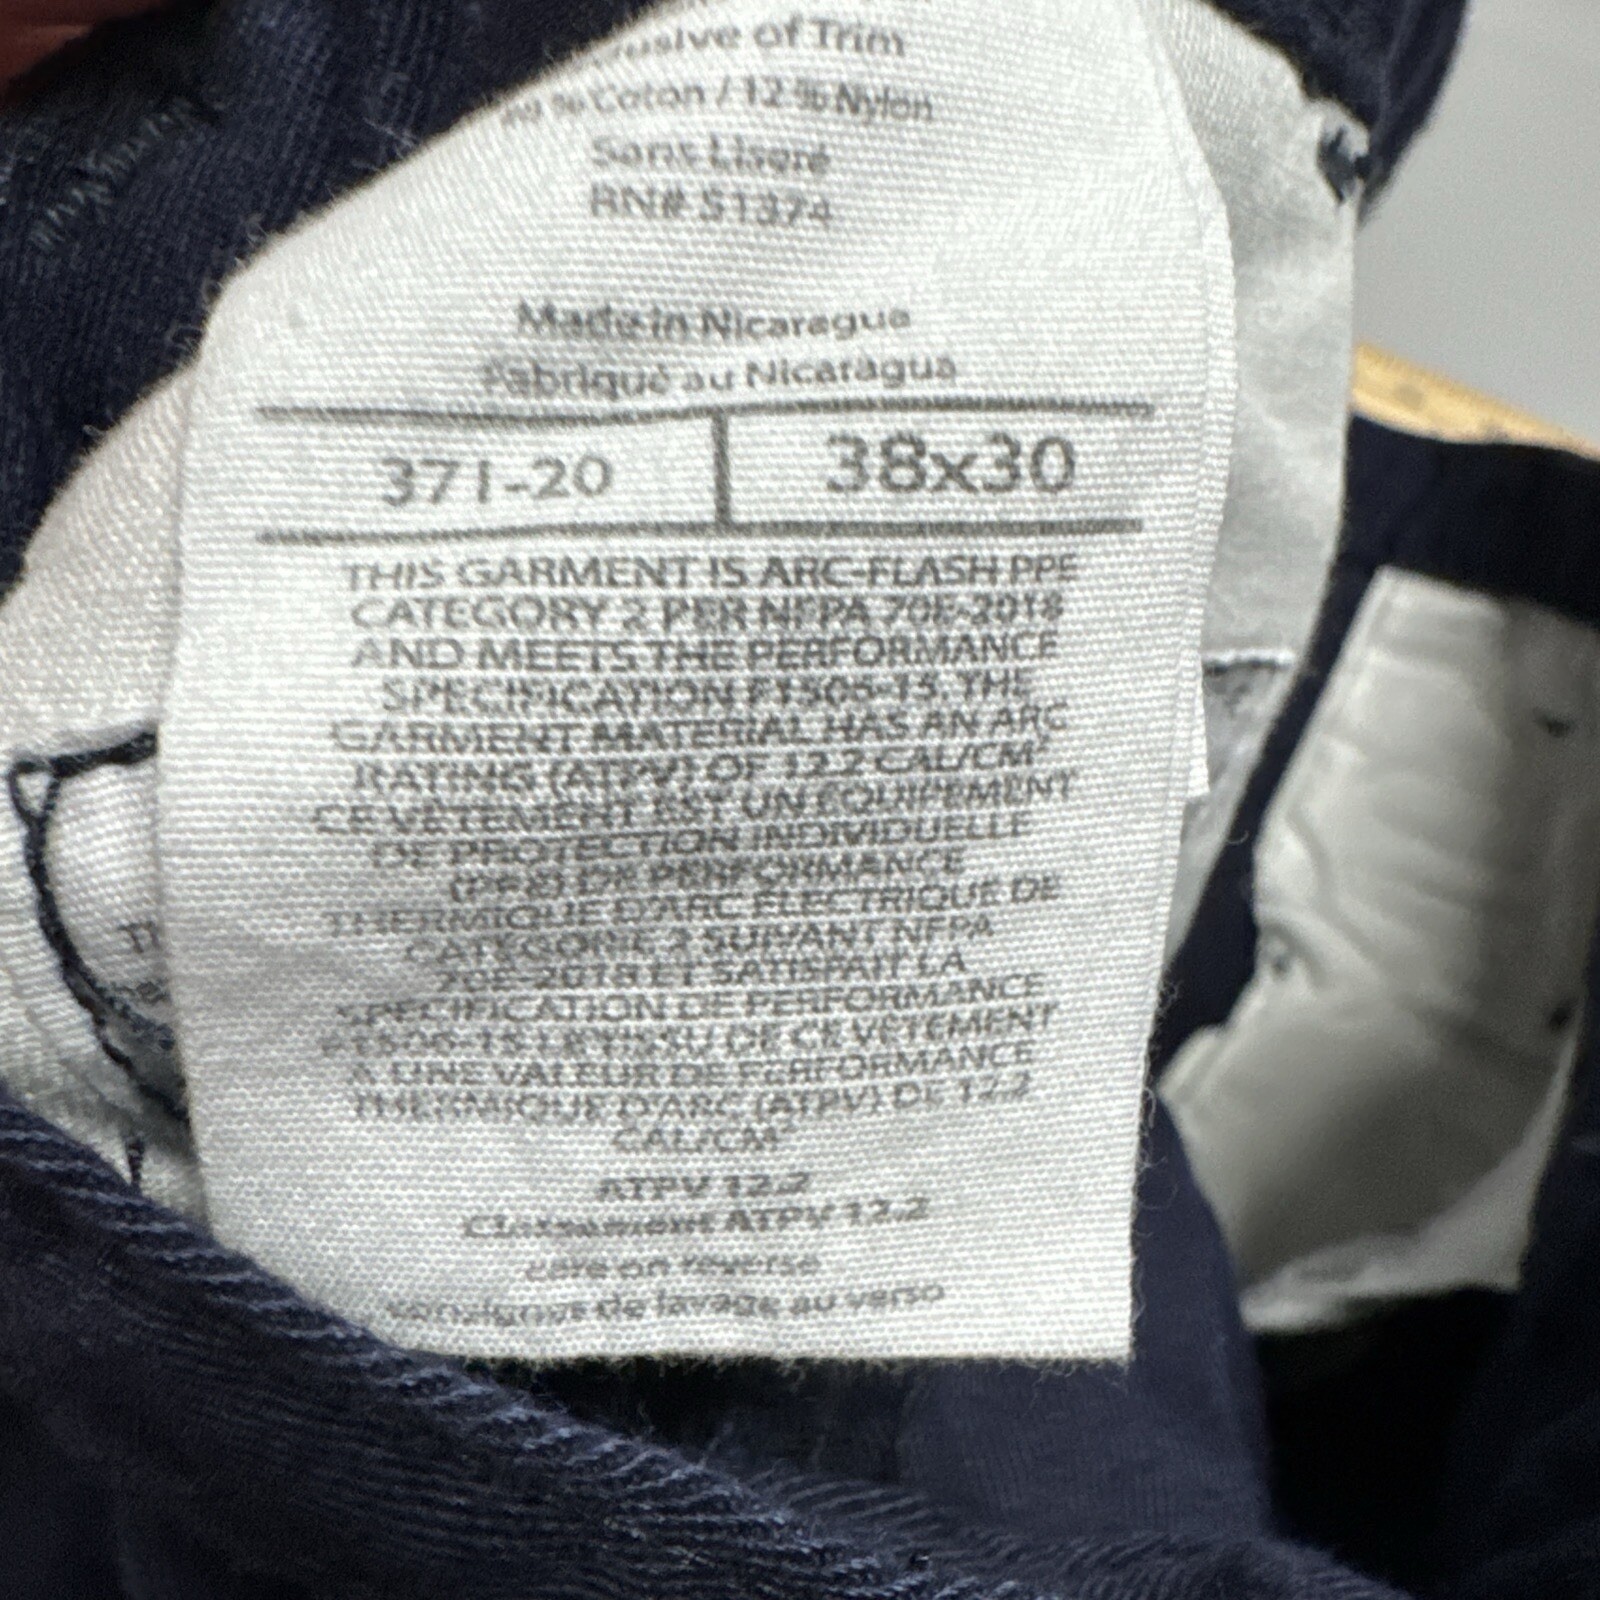 of Trim
% Coton / 12 % Nylon
Sans Liseré
RN# 51374
Made in Nicaragua
Fabriqué au Nicaragua
371-20
38x30
THIS GARMENT IS ARC-FLASH PPE
CATEGORY 2 PER NFPA 70E-2018
AND MEETS THE PERFORMANCE
SPECIFICATION F1506-15. THE
GARMENT MATERIAL HAS AN ARC
RATING (ATPV) OF 12.2 CAL/CM²
CE VÊTEMENT EST UN ÉQUIPEMENT
DE PROTECTION INDIVIDUELLE
DE PERFORMANCE
THERMIQUE D'ARC ÉLECTRIQUE DE
CATÉGORIE 2 SUIVANT NFPA
70E-2018 ET SATISFAIT LA
SPÉCIFICATION DE PERFORMANCE
F1506-15 LE TISSU DE CE VÊTEMENT
A UNE VALEUR DE PERFORMANCE
THERMIQUE D'ARC (ATPV) DE 12.2
CAL/CM²
ATPV 12.2
Classement ATPV 12.2
care on reverse
consignes de lavage au verso